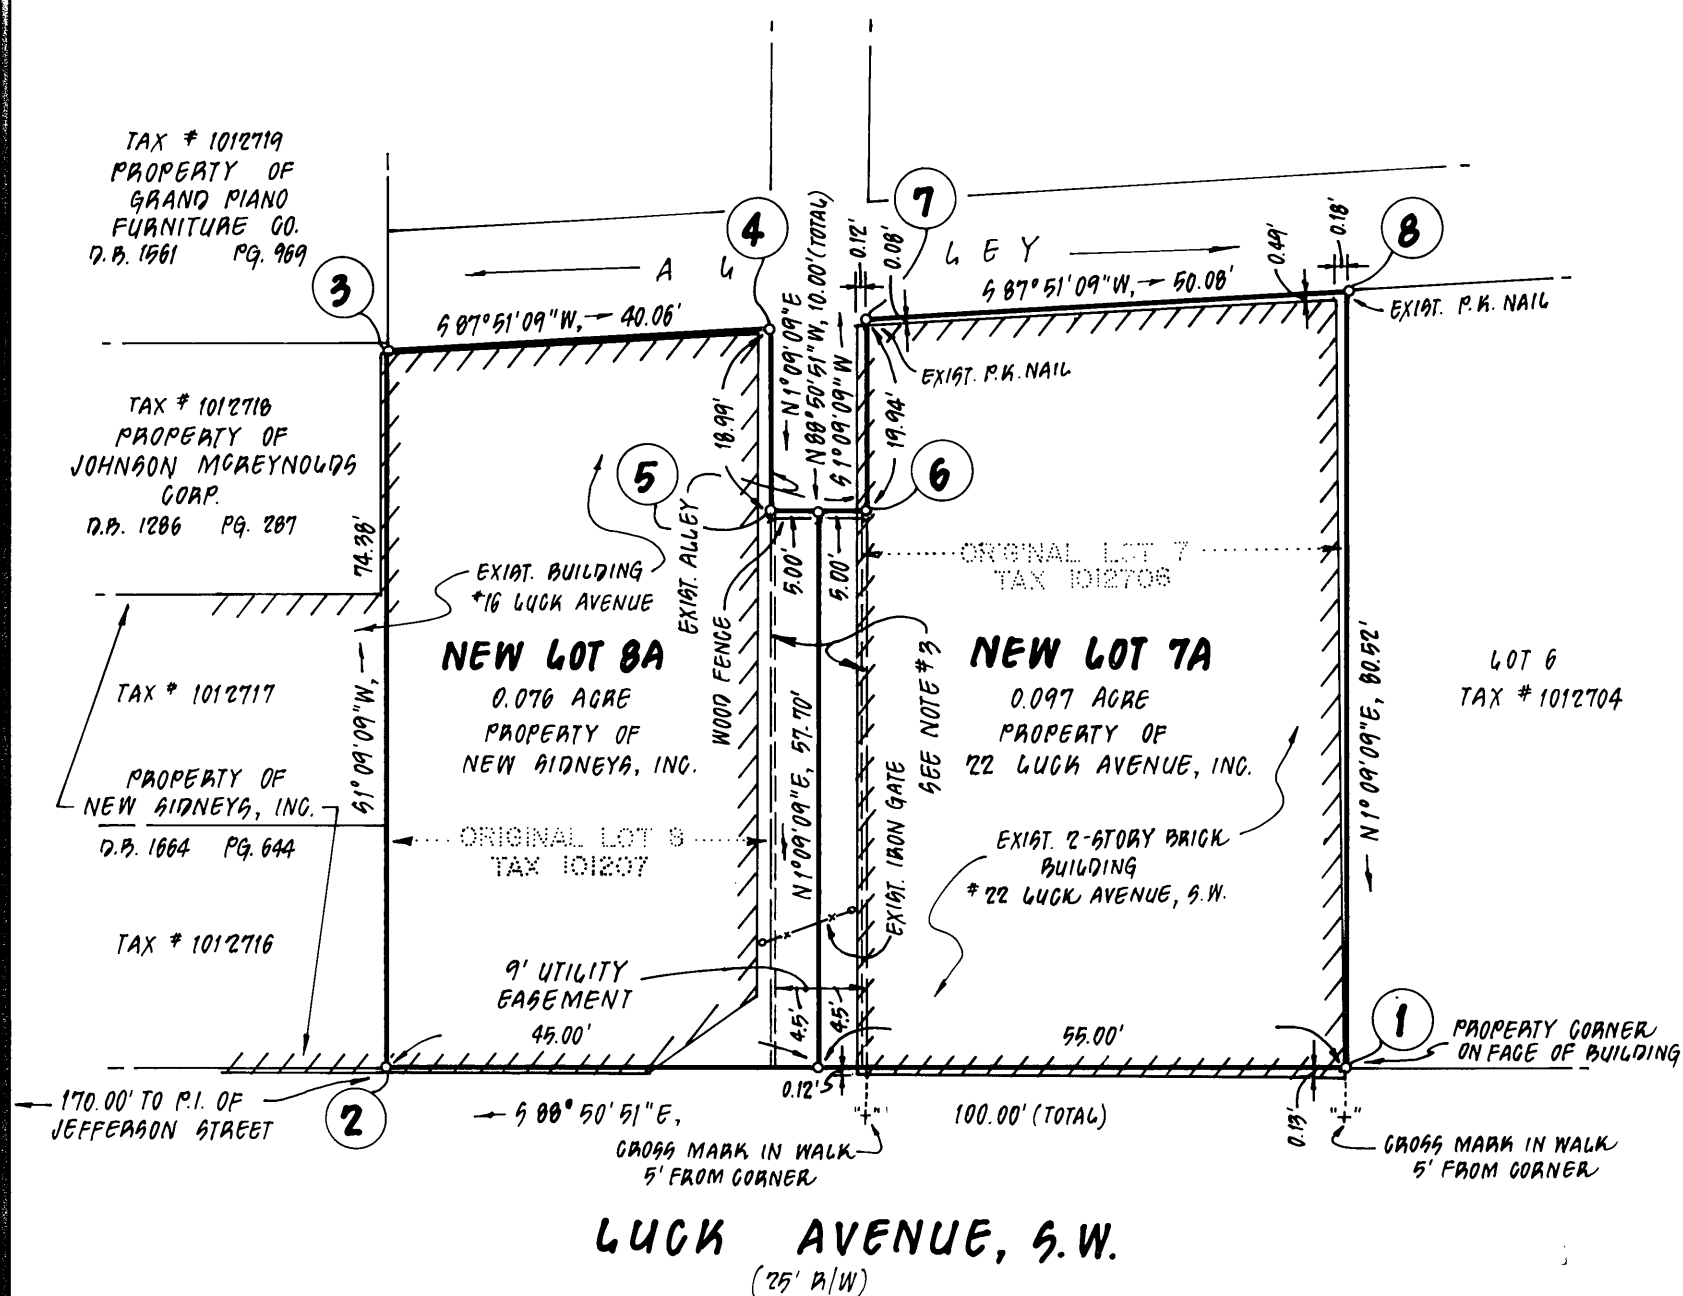 TAX # 1012719
PROPERTY OF
GRAND PIANO
FURNITURE CO.
D.B. 1561 PG. 969
3
4
7
8
A L
L E Y
S 87°51'09"W, 40.06'
S 87°51'09"W, 50.08'
N1°09'09"E
N88°50'51"W, 10.00' (TOTAL)
S1°09'09"W
0.12'
0.08'
0.49'
0.18'
EXIST. P.K. NAIL
EXIST. P.K. NAIL
18.99'
19.94'
TAX # 1012718
PROPERTY OF
JOHNSON MCREYNOLDS
CORP.
D.B. 1286 PG. 287
74.38'
S1°09'09"W,
5
6
EXIST. ALLEY
WOOD FENCE
5.00'
5.00'
ORIGINAL LOT 7
TAX 1012706
EXIST. BUILDING
#16 LUCK AVENUE
NEW LOT 8A
0.076 ACRE
PROPERTY OF
NEW SIDNEYS, INC.
NEW LOT 7A
0.097 ACRE
PROPERTY OF
22 LUCK AVENUE, INC.
SEE NOTE #3
EXIST. IRON GATE
N1°09'09"E, 57.70'
N1°09'09"E, 80.52'
LOT 6
TAX # 1012704
TAX # 1012717
PROPERTY OF
NEW SIDNEYS, INC.
D.B. 1664 PG. 644
ORIGINAL LOT 8
TAX 101207
EXIST. 2-STORY BRICK
BUILDING
# 22 LUCK AVENUE, S.W.
TAX # 1012716
9' UTILITY
EASEMENT
4.5'
4.5'
45.00'
55.00'
1
PROPERTY CORNER
ON FACE OF BUILDING
170.00' TO P.I. OF
JEFFERSON STREET
2
S 88°50'51"E,
0.12'
"+"
100.00' (TOTAL)
0.13'
"+"
CROSS MARK IN WALK
5' FROM CORNER
CROSS MARK IN WALK
5' FROM CORNER
LUCK AVENUE, S.W.
(75' R/W)